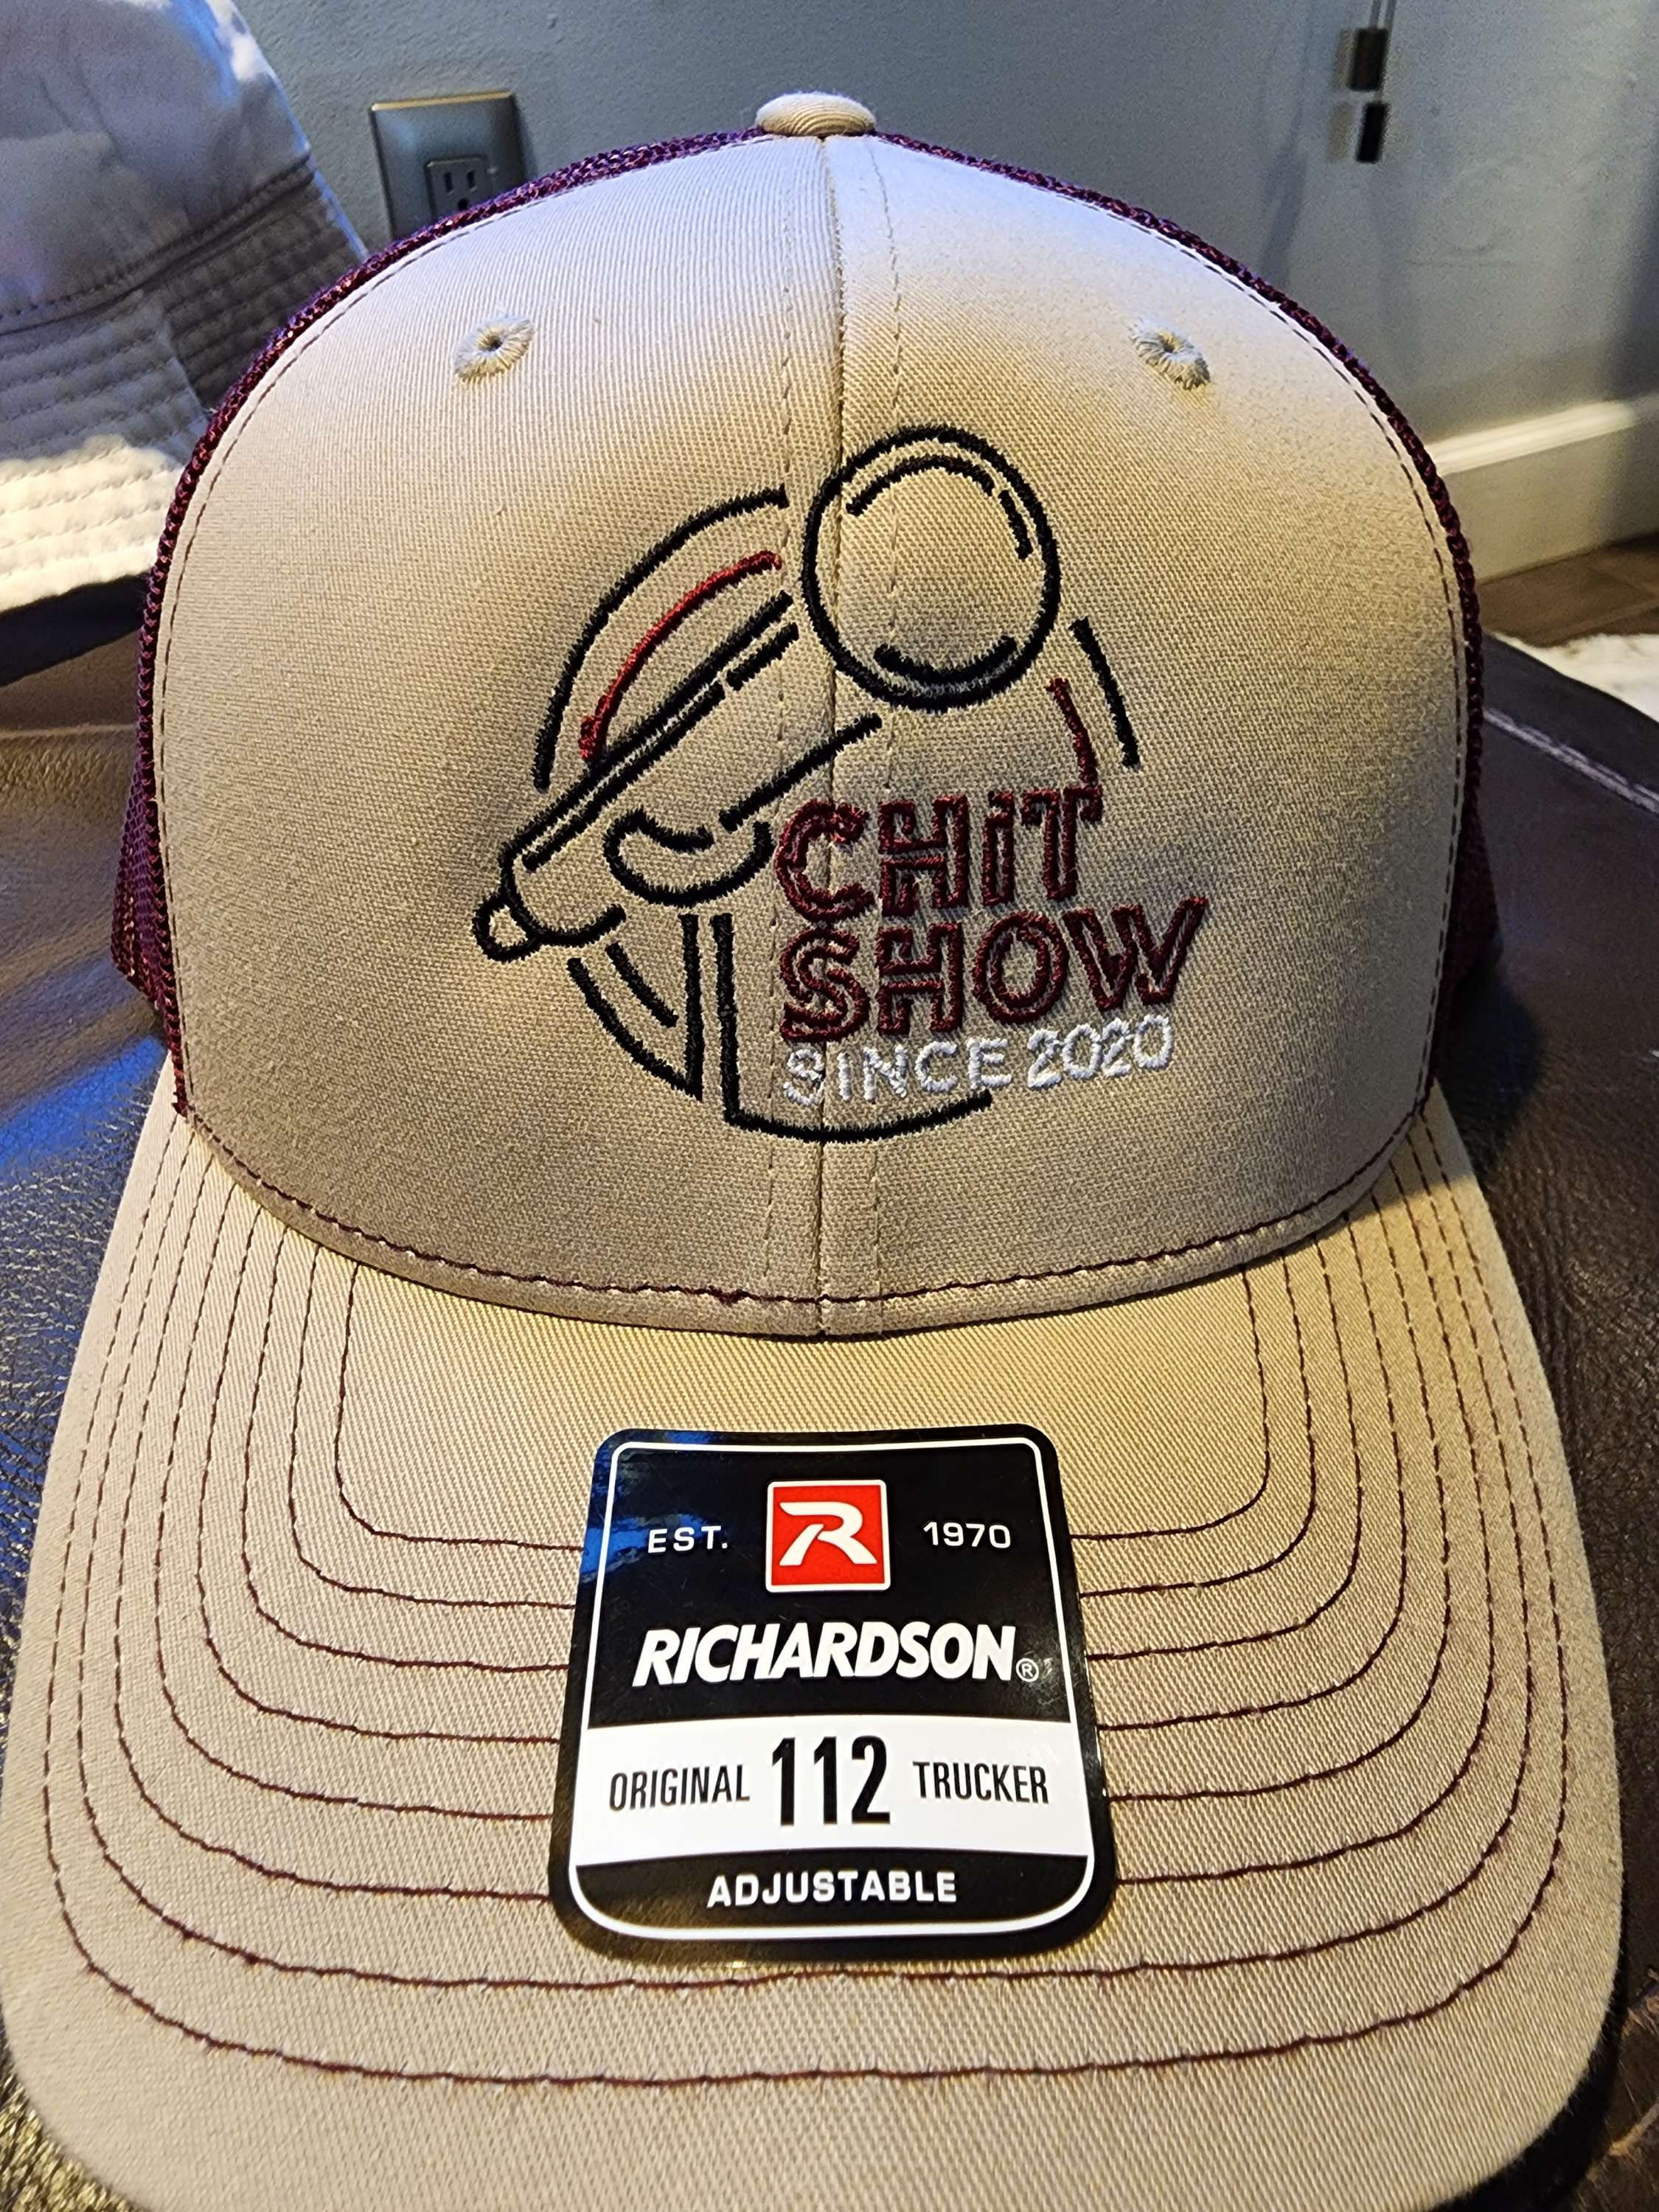 CHiT
SHOW
SINCE 2020
EST. R 1970
RICHARDSON®
ORIGINAL 112 TRUCKER
ADJUSTABLE